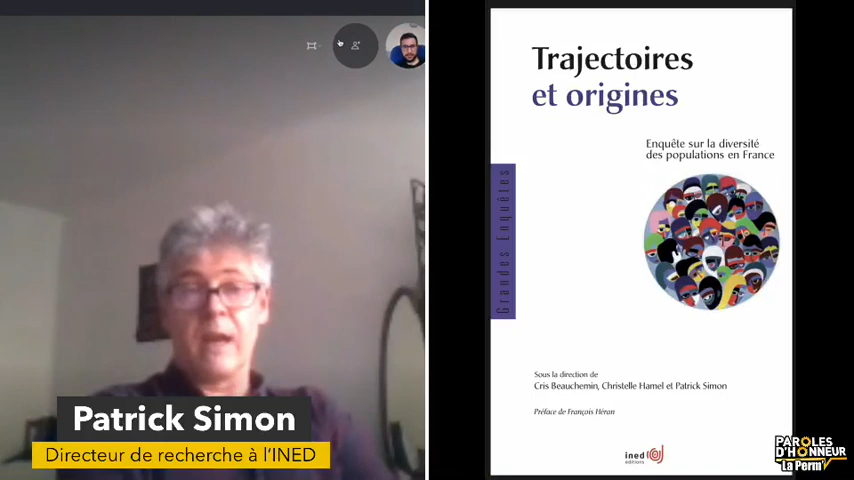 Patrick Simon
Directeur de recherche à l'INED
Trajectoires
et origines
Enquête sur la diversité
des populations en France
Grandes Enquêtes
Sous la direction de
Cris Beauchemin, Christelle Hamel et Patrick Simon
Préface de François Héran
ined
éditions
PAROLES
D'HONNEUR
La Perm'